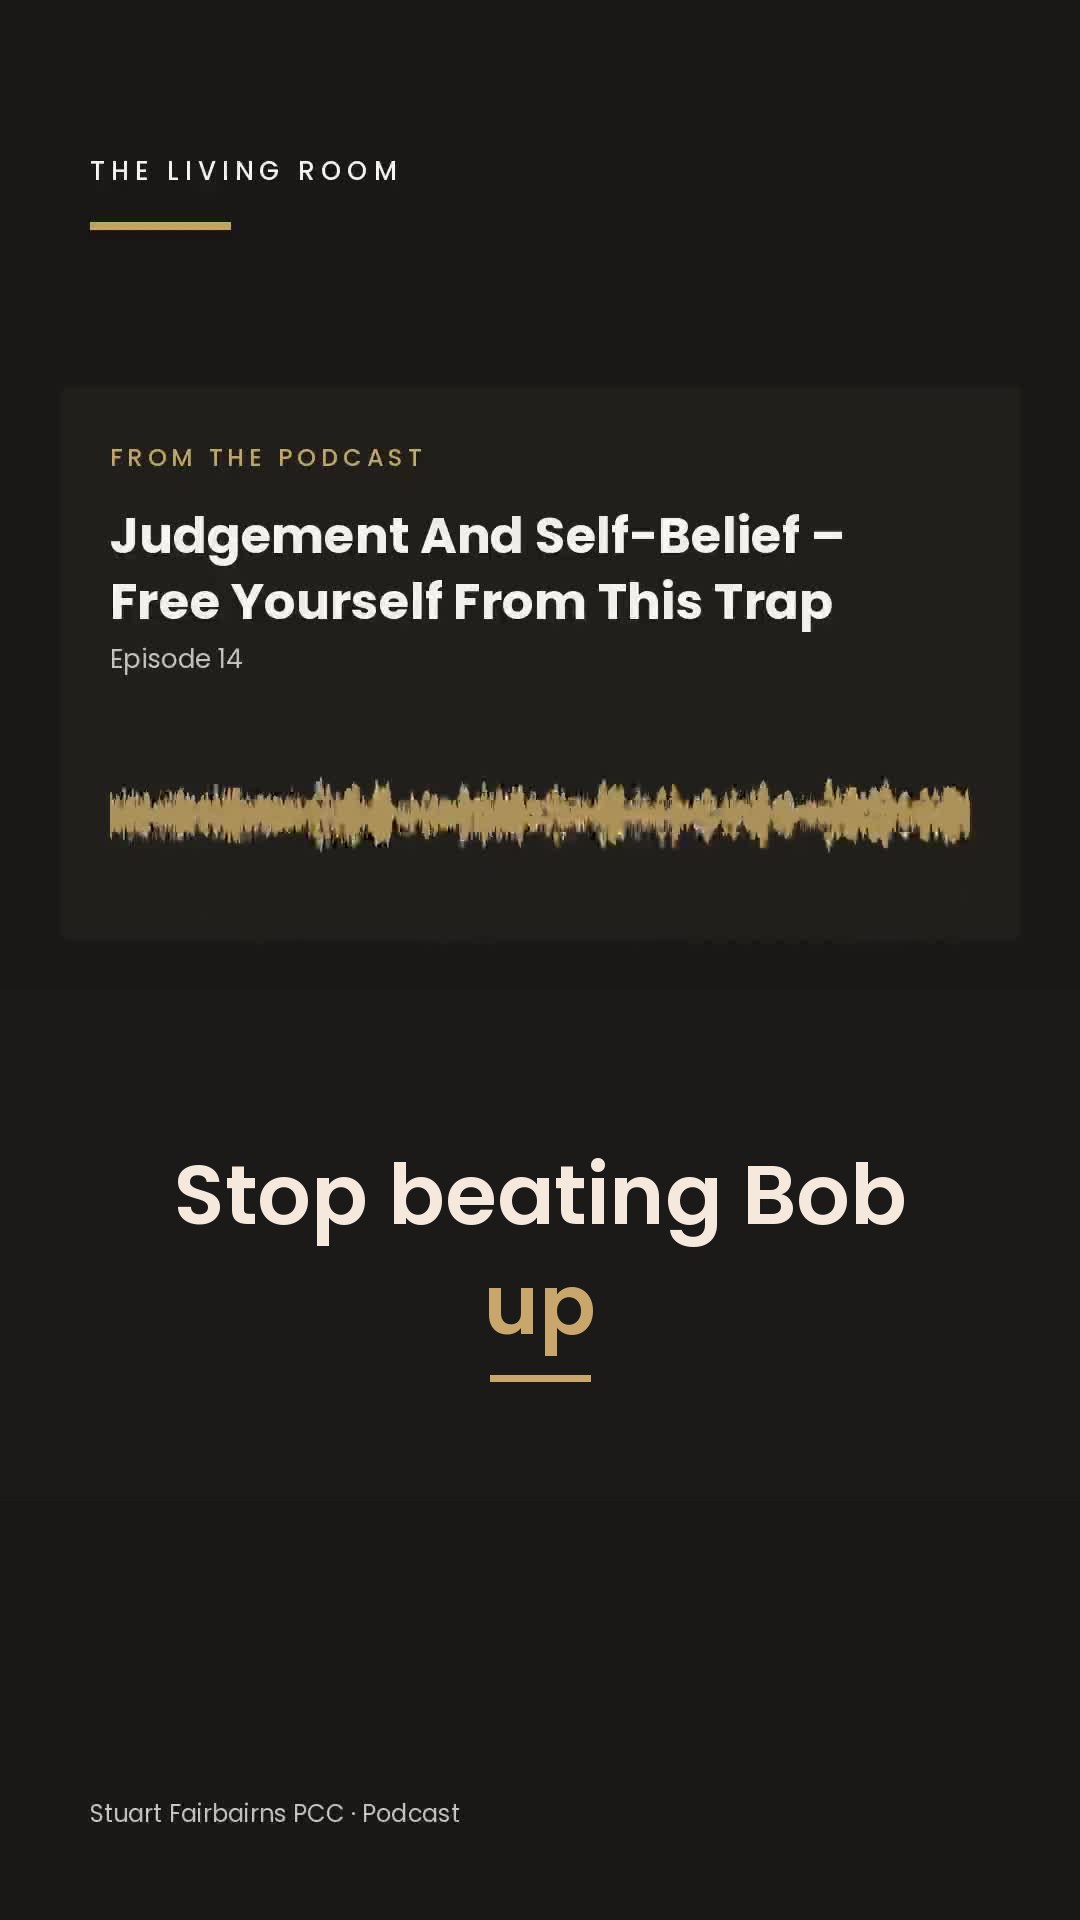 THE LIVING ROOM
FROM THE PODCAST
Judgement And Self-Belief –
Free Yourself From This Trap
Episode 14
Stop beating Bob
up
Stuart Fairbairns PCC · Podcast